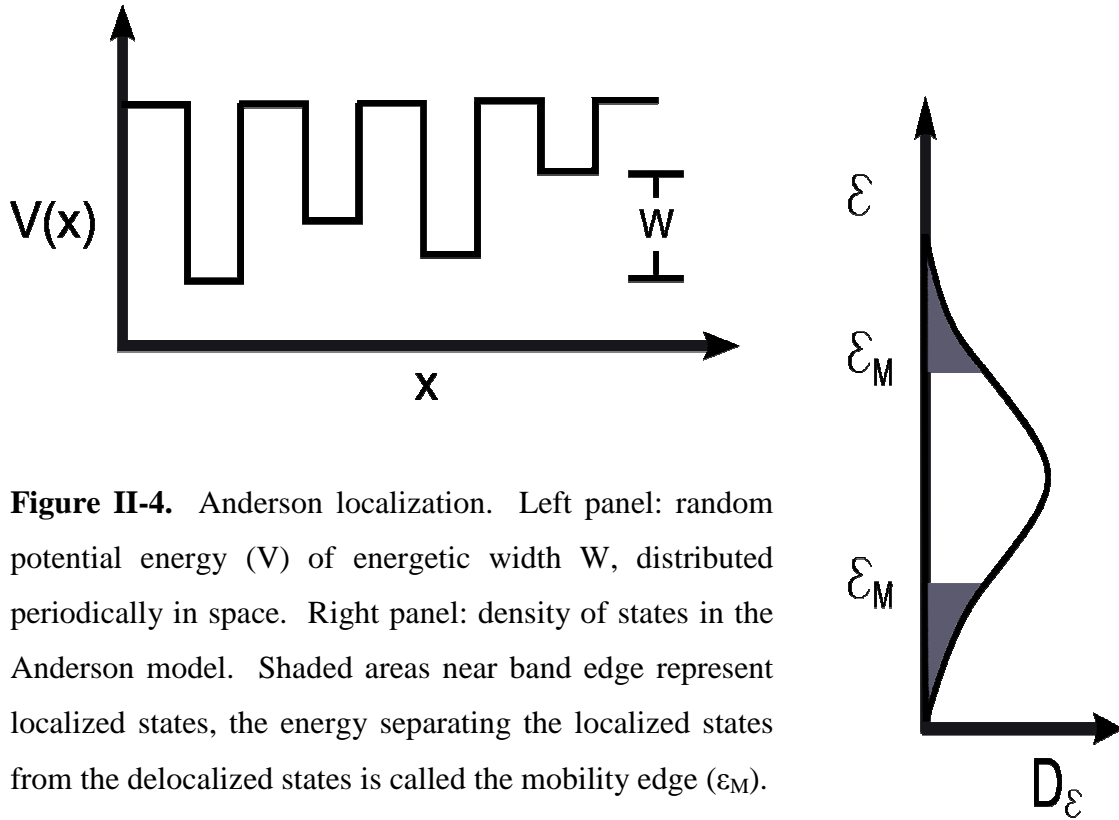 V(x)
W
x
ε
ε_M
ε_M
D_ε
Figure II-4. Anderson localization. Left panel: random
potential energy (V) of energetic width W, distributed
periodically in space. Right panel: density of states in the
Anderson model. Shaded areas near band edge represent
localized states, the energy separating the localized states
from the delocalized states is called the mobility edge (ε_M).